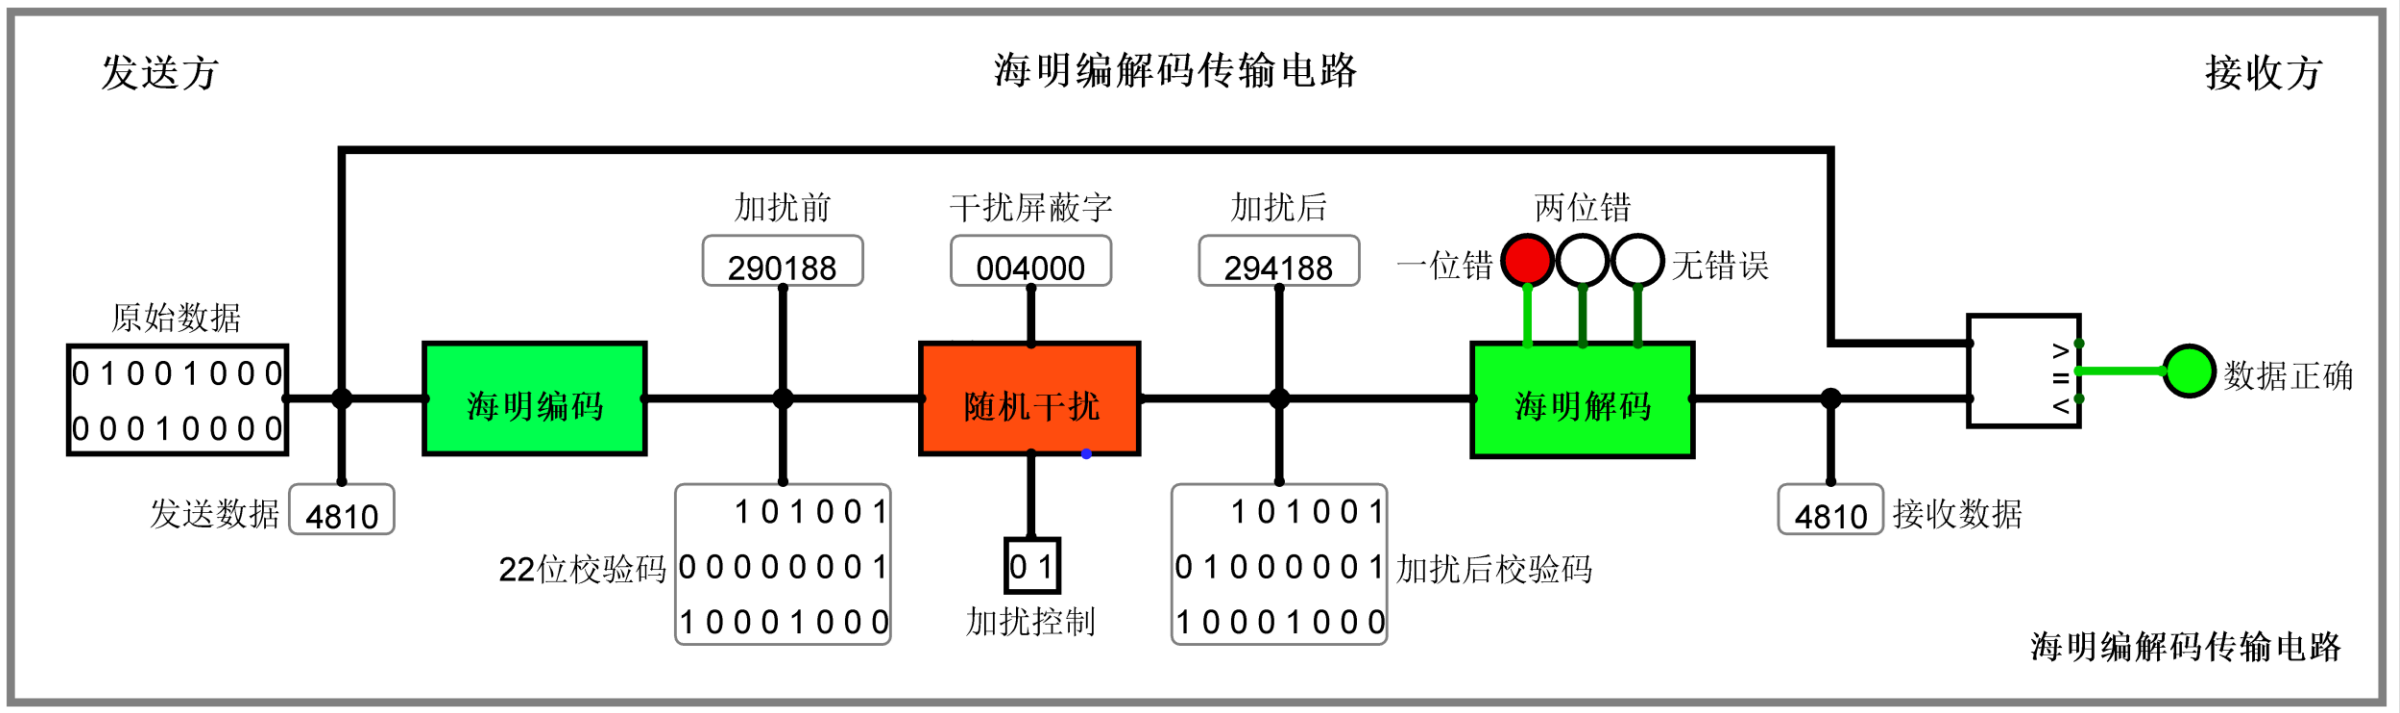 发送方
海明编解码传输电路
接收方
加扰前
290188
干扰屏蔽字
004000
加扰后
294188
两位错
一位错
无错误
原始数据
0 1 0 0 1 0 0 0
0 0 0 1 0 0 0 0
海明编码
随机干扰
海明解码
>
=
<
数据正确
发送数据
4810
22位校验码
1 0 1 0 0 1
0 0 0 0 0 0 0 1
1 0 0 0 1 0 0 0
0 1
加扰控制
1 0 1 0 0 1
0 1 0 0 0 0 0 1
1 0 0 0 1 0 0 0
加扰后校验码
4810
接收数据
海明编解码传输电路